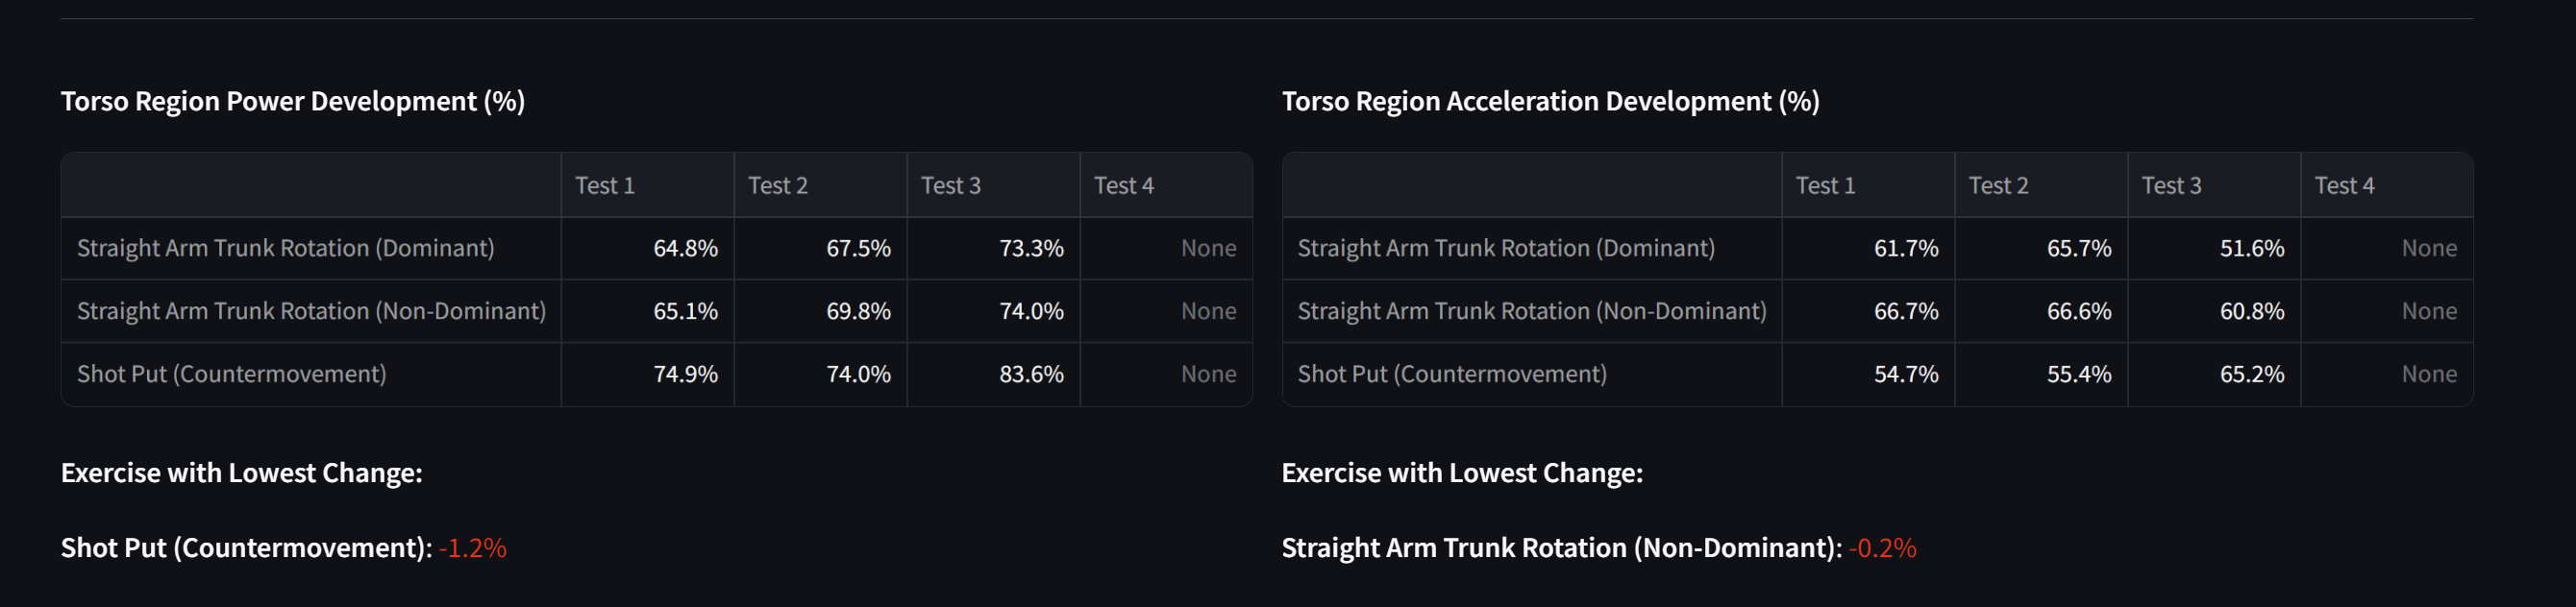 Torso Region Power Development (%)
Test 1 Test 2 Test 3 Test 4
Straight Arm Trunk Rotation (Dominant) 64.8% 67.5% 73.3% None
Straight Arm Trunk Rotation (Non-Dominant) 65.1% 69.8% 74.0% None
Shot Put (Countermovement) 74.9% 74.0% 83.6% None
Exercise with Lowest Change:
Shot Put (Countermovement): -1.2%
Torso Region Acceleration Development (%)
Test 1 Test 2 Test 3 Test 4
Straight Arm Trunk Rotation (Dominant) 61.7% 65.7% 51.6% None
Straight Arm Trunk Rotation (Non-Dominant) 66.7% 66.6% 60.8% None
Shot Put (Countermovement) 54.7% 55.4% 65.2% None
Exercise with Lowest Change:
Straight Arm Trunk Rotation (Non-Dominant): -0.2%